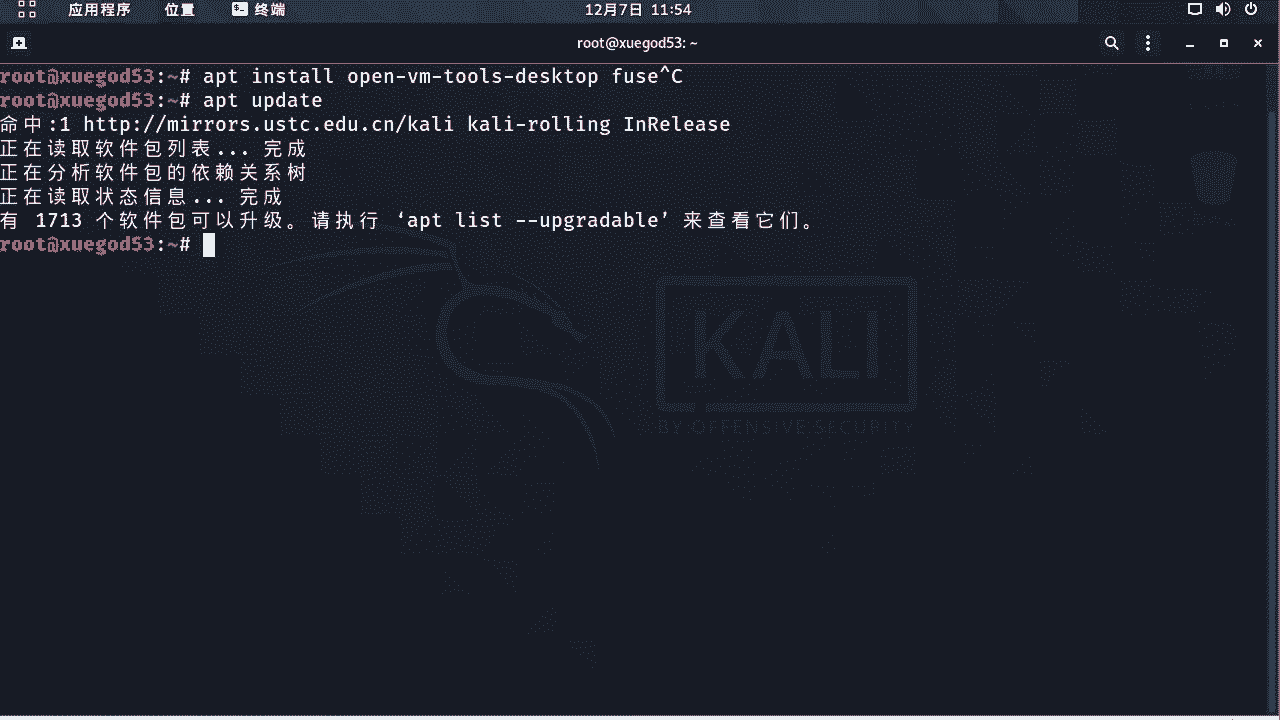 应用程序 位置 终端 12月7日 11:54
root@xuegod53: ~
root@xuegod53:~# apt install open-vm-tools-desktop fuse^C
root@xuegod53:~# apt update
命中:1 http://mirrors.ustc.edu.cn/kali kali-rolling InRelease
正在读取软件包列表... 完成
正在分析软件包的依赖关系树
正在读取状态信息... 完成
有 1713 个软件包可以升级。请执行 ‘apt list --upgradable’ 来查看它们。
root@xuegod53:~#
KALI
BY OFFENSIVE SECURITY